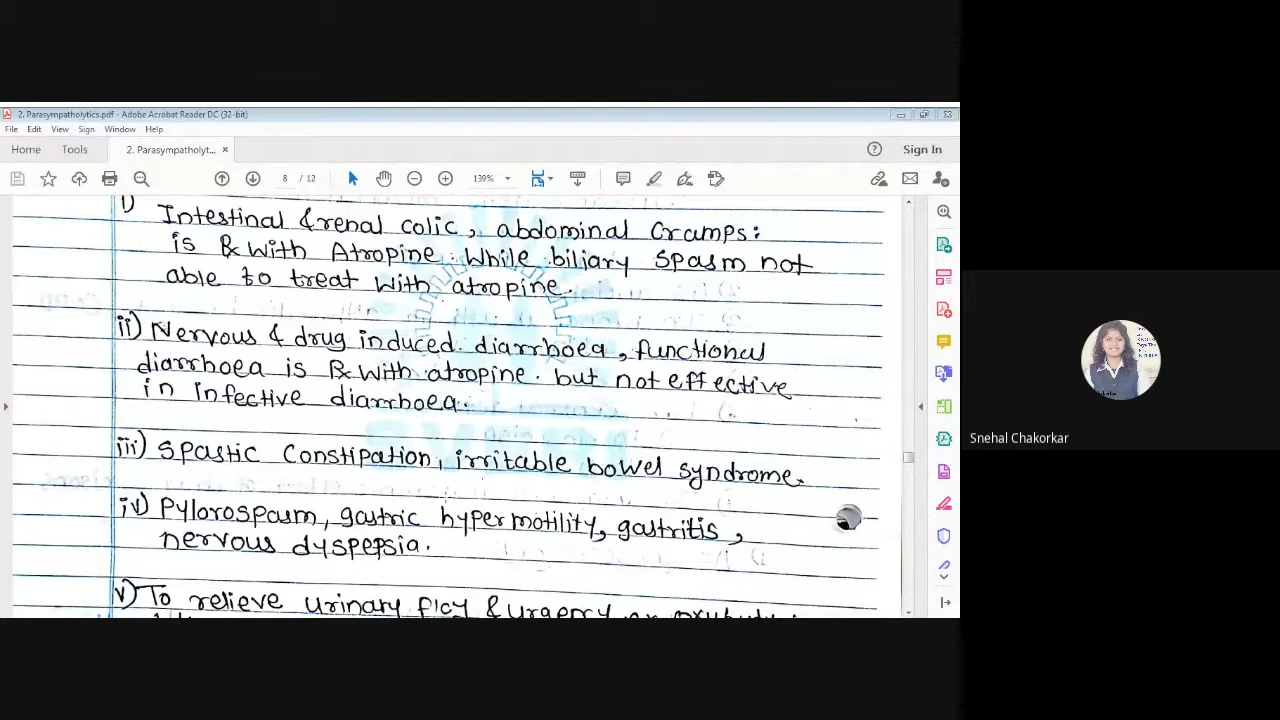 2. Parasympatholytics.pdf - Adobe Acrobat Reader DC (32-bit)
File Edit View Sign Window Help
Home Tools 2. Parasympatholyt... × Sign In
8 / 12 139%
i) Intestinal & renal colic, abdominal cramps:
is Rx with Atropine. While biliary spasm not
able to treat with atropine.
ii) Nervous & drug induced diarrhoea, functional
diarrhoea is Rx with atropine. but not effective
in infective diarrhoea.
iii) Spastic Constipation, irritable bowel syndrome.
iv) Pylorospasm, gastric hypermotility, gastritis,
nervous dyspepsia.
v) To relieve urinary & urgency
Snehal Chakorkar